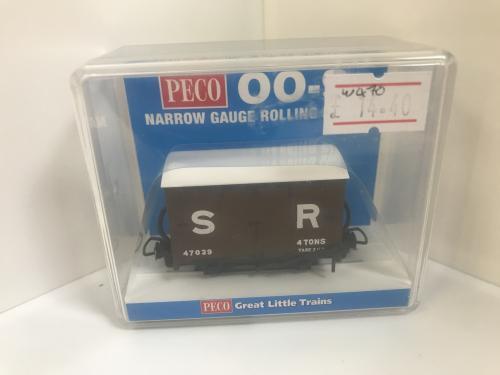 PECO OO-
NARROW GAUGE ROLLING
£ 14.40
S R
47039 4 TONS
PECO Great Little Trains